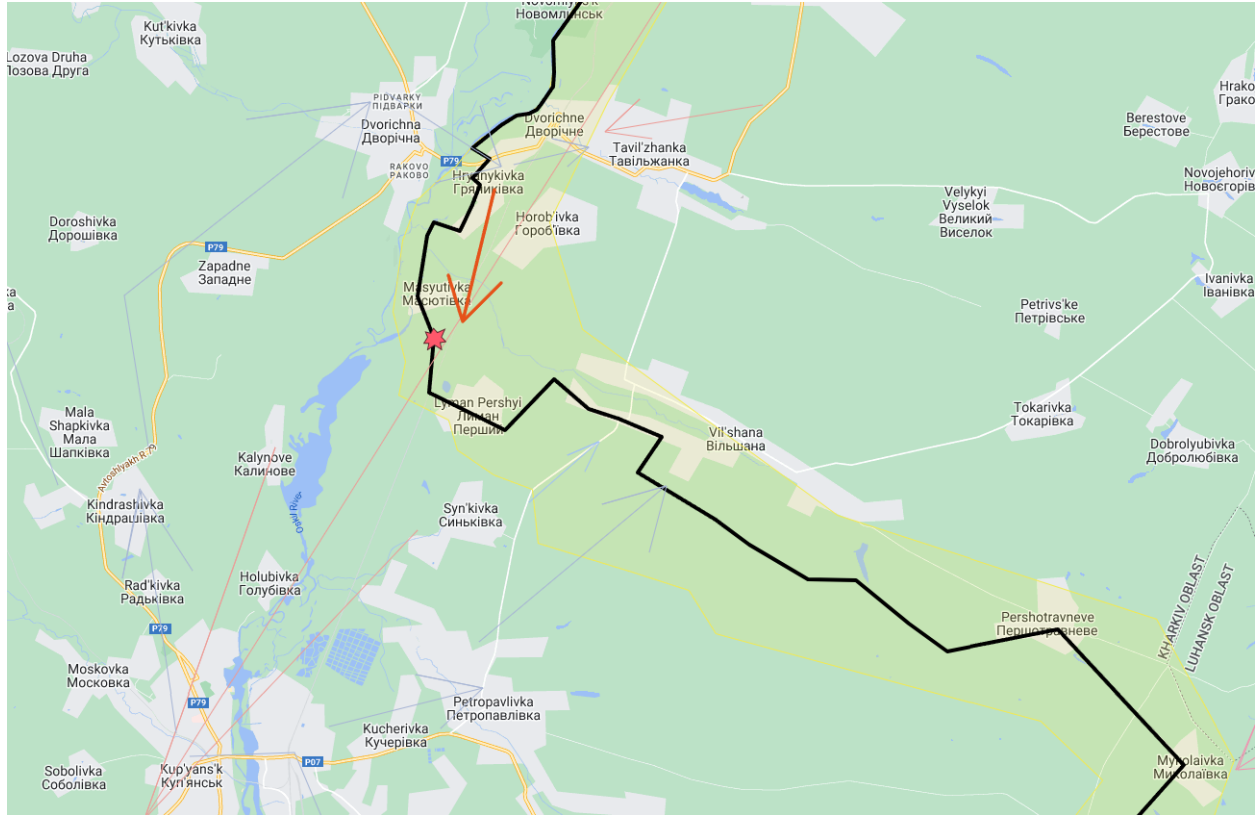 Novomlyns'k
Новомлинськ
Kut'kivka
Кутьківка
Lozova Druha
Лозова Друга
PIDVARKY
ПІДВАРКИ
Dvorichna
Дворічна
Dvorichne
Дворічне
Hrako
Грако
Berestove
Берестове
Tavil'zhanka
Тавільжанка
P79
RAKOVO
РАКОВО
Hryanykivka
Гряниківка
Novojehoriv
Новоєгорів
Velykyi
Vyselok
Великий
Виселок
Doroshivka
Дорошівка
Horob'ivka
Гороб'ївка
P79
Zapadne
Западне
Ivanivka
Іванівка
ka
а
Masyutivka
Масютівка
Petrivs'ke
Петрівське
Lyman Pershyi
Лиман
Перший
Mala
Shapkivka
Мала
Шапківка
Tokarivka
Токарівка
Vil'shana
Вільшана
Dobrolyubivka
Добролюбівка
Avtoshlyakh R 79
Kalynove
Калинове
Kindrashivka
Кіндрашівка
Oskil River
Syn'kivka
Синьківка
Rad'kivka
Радьківка
Holubivka
Голубівка
P79
Pershotravneve
Першотравневе
KHARKIV OBLAST
LUHANSK OBLAST
Moskovka
Московка
P79
Petropavlivka
Петропавлівка
Kucherivka
Кучерівка
P07
Sobolivka
Соболівка
Kup'yans'k
Куп'янськ
Mykolaivka
Миколаївка